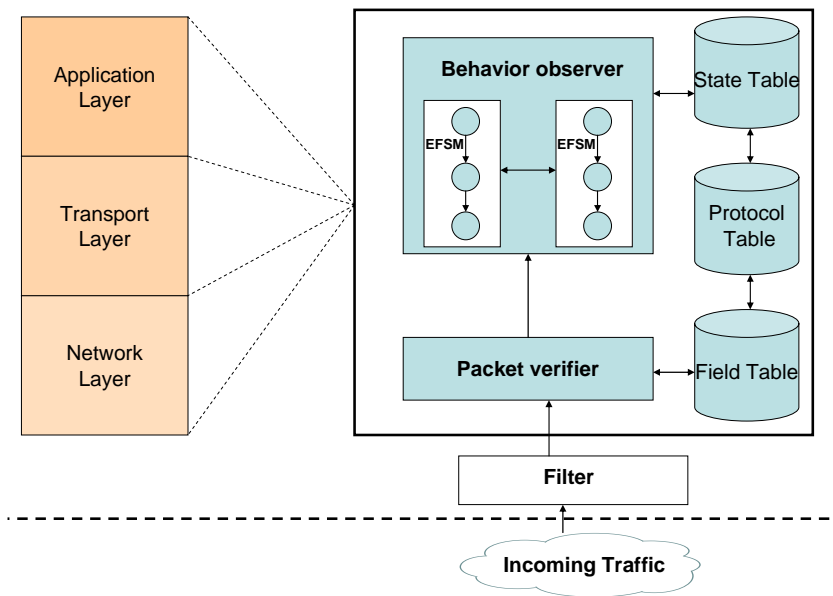 Application
Layer
Transport
Layer
Network
Layer
Behavior observer
EFSM
EFSM
State Table
Protocol
Table
Field Table
Packet verifier
Filter
Incoming Traffic